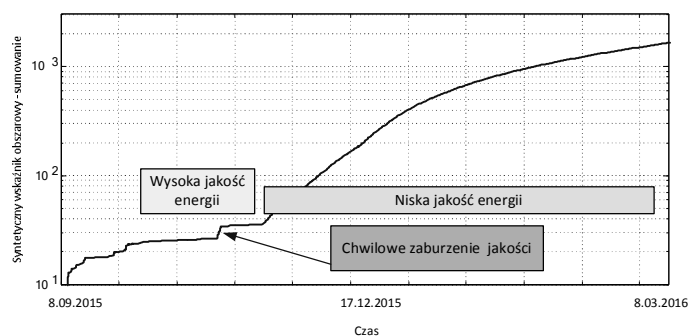 Syntetyczny wskaźnik obszarowy - sumowanie
10 3
10 2
10 1
Wysoka jakość
energii
Niska jakość energii
Chwilowe zaburzenie jakości
8.09.2015
17.12.2015
8.03.2016
Czas